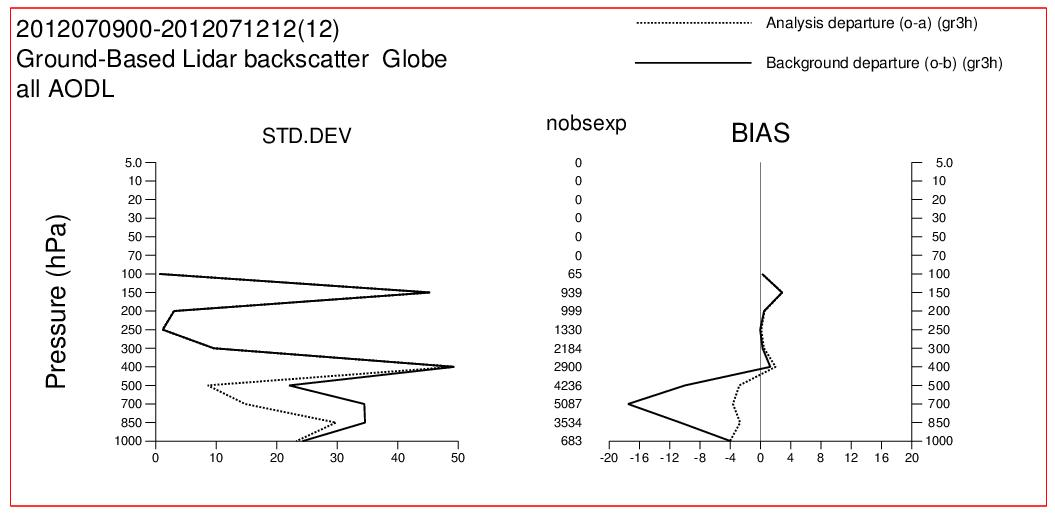 2012070900-2012071212(12)
Ground-Based Lidar backscatter Globe
all AODL
Analysis departure (o-a) (gr3h)
Background departure (o-b) (gr3h)
STD.DEV
nobsexp
BIAS
Pressure (hPa)
5.0 0 5.0
10 0 10
20 0 20
30 0 30
50 0 50
70 0 70
100 65 100
150 939 150
200 999 200
250 1330 250
300 2184 300
400 2900 400
500 4236 500
700 5087 700
850 3534 850
1000 683 1000
0 10 20 30 40 50 -20 -16 -12 -8 -4 0 4 8 12 16 20